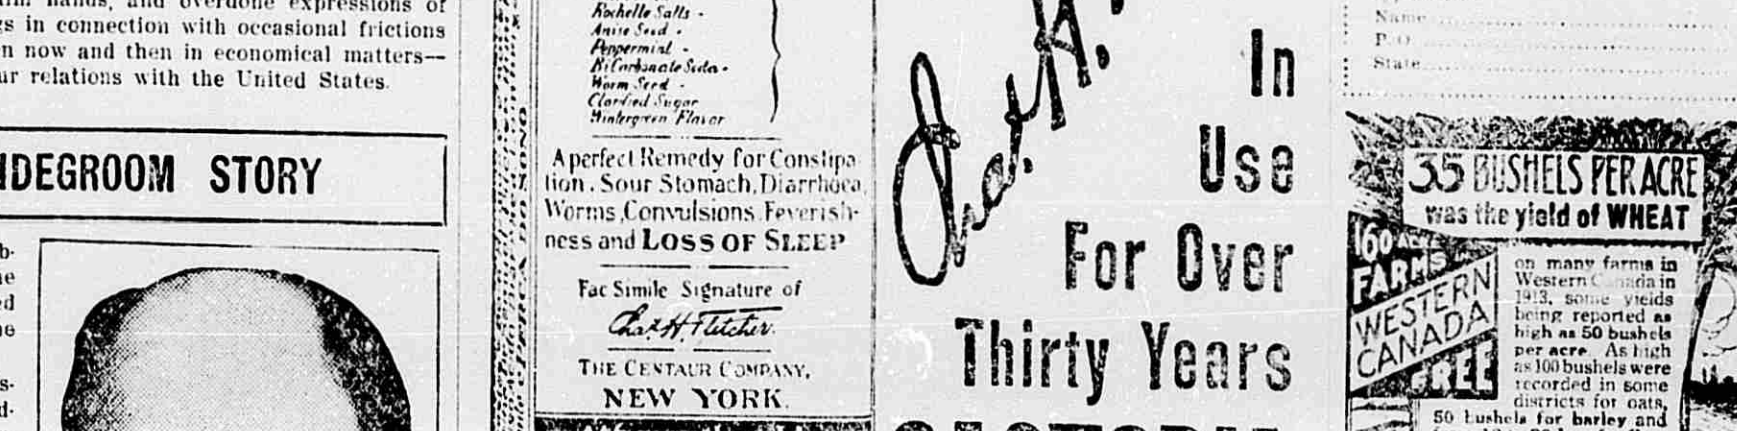 hands, and overdone expressions of
in connection with occasional frictions
now and then in economical matters—
relations with the United States.
STORY
Rochelle Salts -
Anise Seed -
Peppermint -
Bi Carbonate Soda -
Worm Seed -
Clarified Sugar
Wintergreen Flavor
A perfect Remedy for Constipa
tion, Sour Stomach, Diarrhoea,
Worms, Convulsions, Feverish-
ness and LOSS OF SLEEP
Fac Simile Signature of
Chas. H. Fletcher.
THE CENTAUR COMPANY,
NEW YORK.
In
Use
For Over
Thirty Years
Name
P.O.
State
35 BUSHELS PER ACRE
was the yield of WHEAT
160 ACRE
FARMS IN
WESTERN
CANADA
FREE
on many farms in
Western Canada in
1913, some yields
being reported as
high as 50 bushels
per acre. As high
as 100 bushels were
recorded in some
districts for oats,
50 bushels for barley and